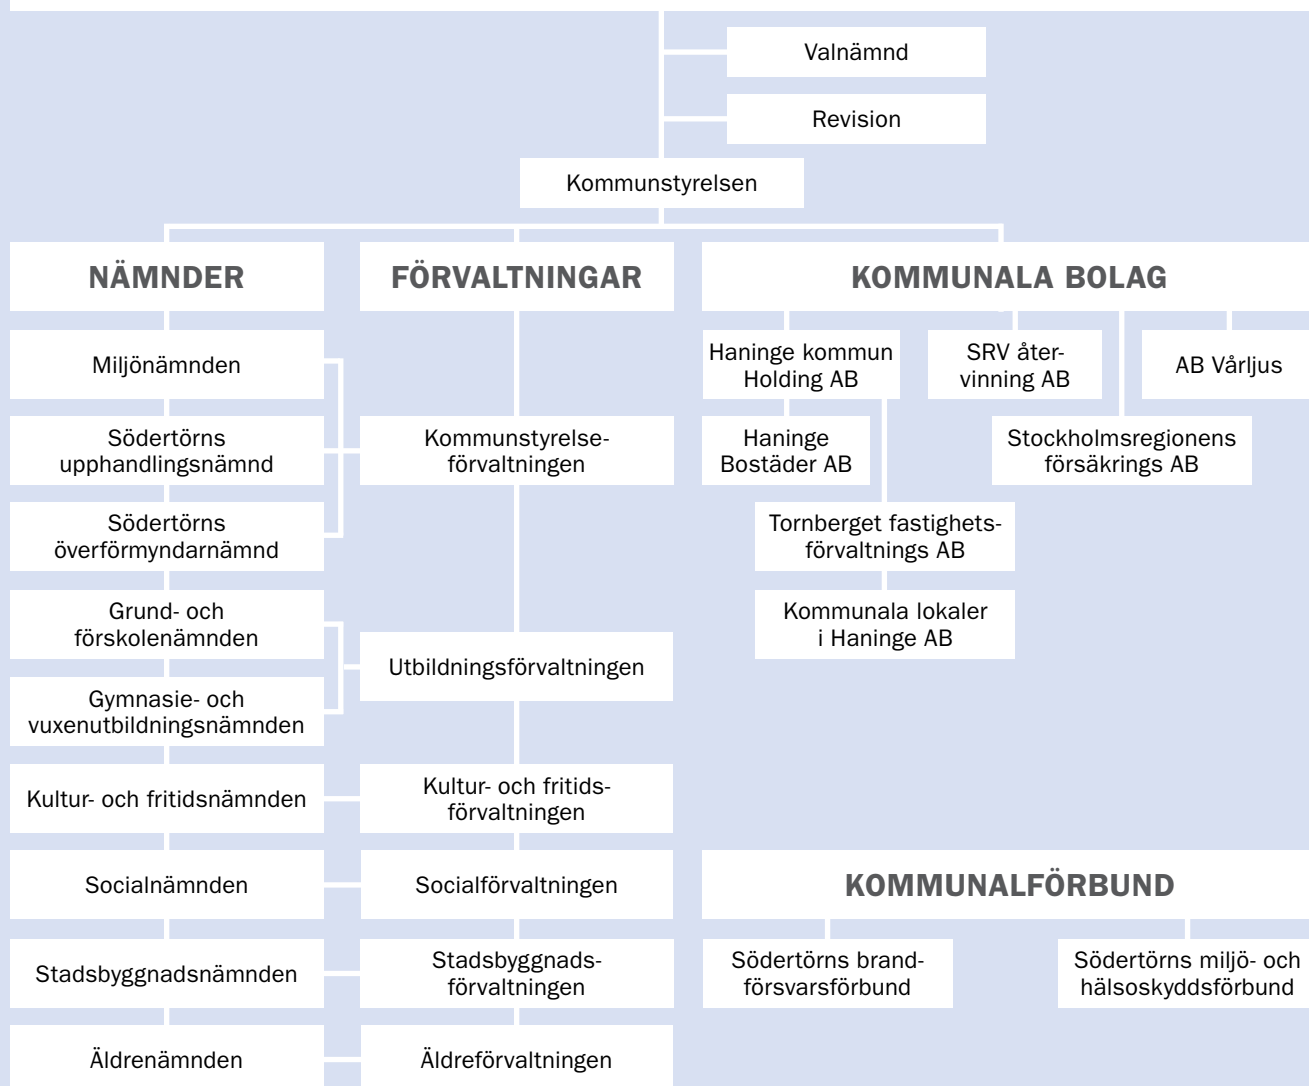 Valnämnd
Revision
Kommunstyrelsen
NÄMNDER
Miljönämnden
Södertörns
upphandlingsnämnd
Södertörns
överförmyndarnämnd
Grund- och
förskolenämnden
Gymnasie- och
vuxenutbildningsnämnden
Kultur- och fritidsnämnden
Socialnämnden
Stadsbyggnadsnämnden
Äldrenämnden
FÖRVALTNINGAR
Kommunstyrelse-
förvaltningen
Utbildningsförvaltningen
Kultur- och fritids-
förvaltningen
Socialförvaltningen
Stadsbyggnads-
förvaltningen
Äldreförvaltningen
KOMMUNALA BOLAG
Haninge kommun
Holding AB
SRV åter-
vinning AB
AB Vårljus
Haninge
Bostäder AB
Stockholmsregionens
försäkrings AB
Tornberget fastighets-
förvaltnings AB
Kommunala lokaler
i Haninge AB
KOMMUNALFÖRBUND
Södertörns brand-
försvarsförbund
Södertörns miljö- och
hälsoskyddsförbund